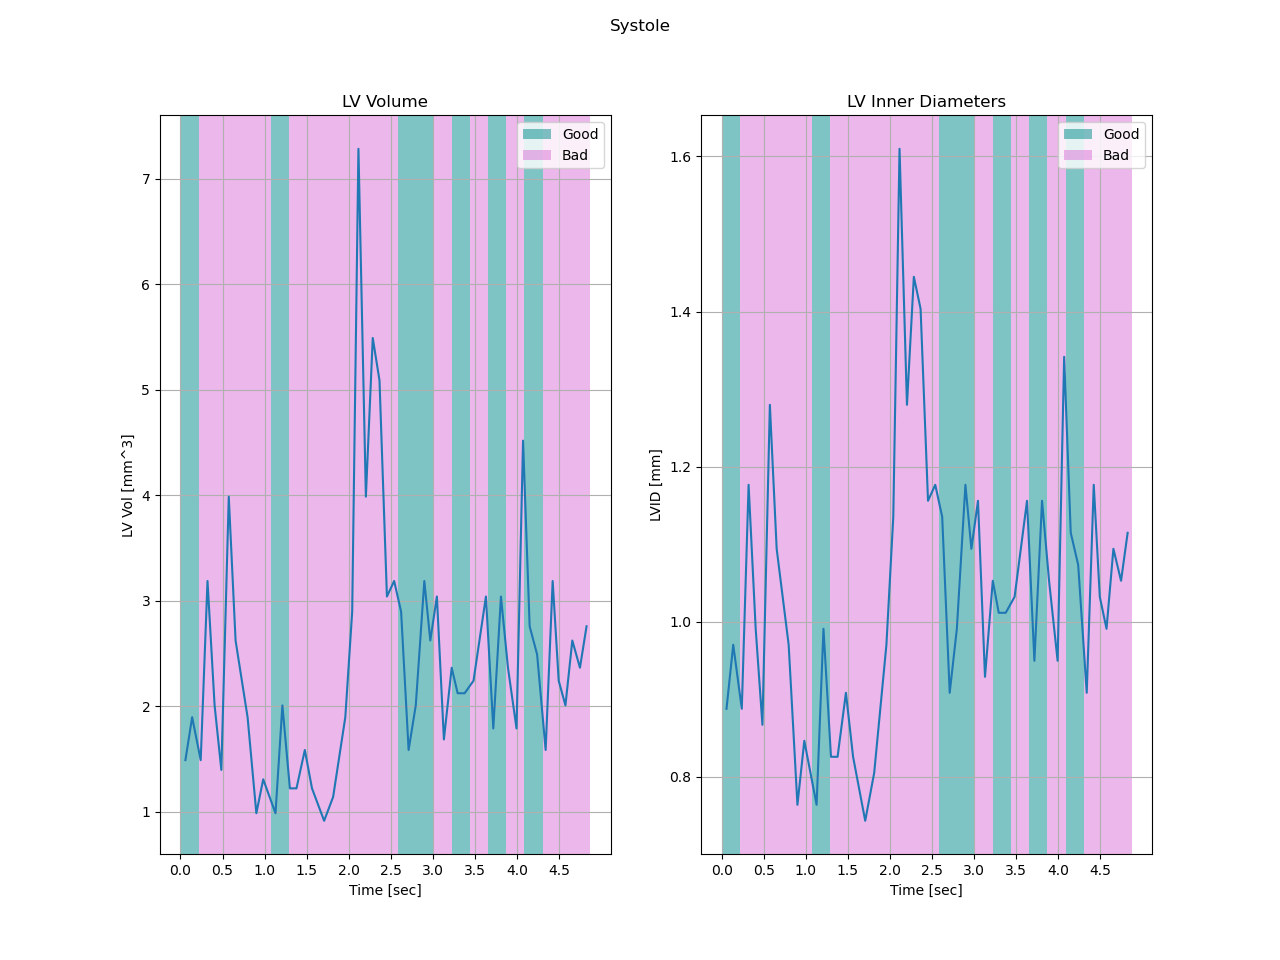 Systole
LV Volume
LV Vol [mm^3]
7
6
5
4
3
2
1
0.0 0.5 1.0 1.5 2.0 2.5 3.0 3.5 4.0 4.5
Time [sec]
Good
Bad
LV Inner Diameters
LVID [mm]
1.6
1.4
1.2
1.0
0.8
0.0 0.5 1.0 1.5 2.0 2.5 3.0 3.5 4.0 4.5
Time [sec]
Good
Bad